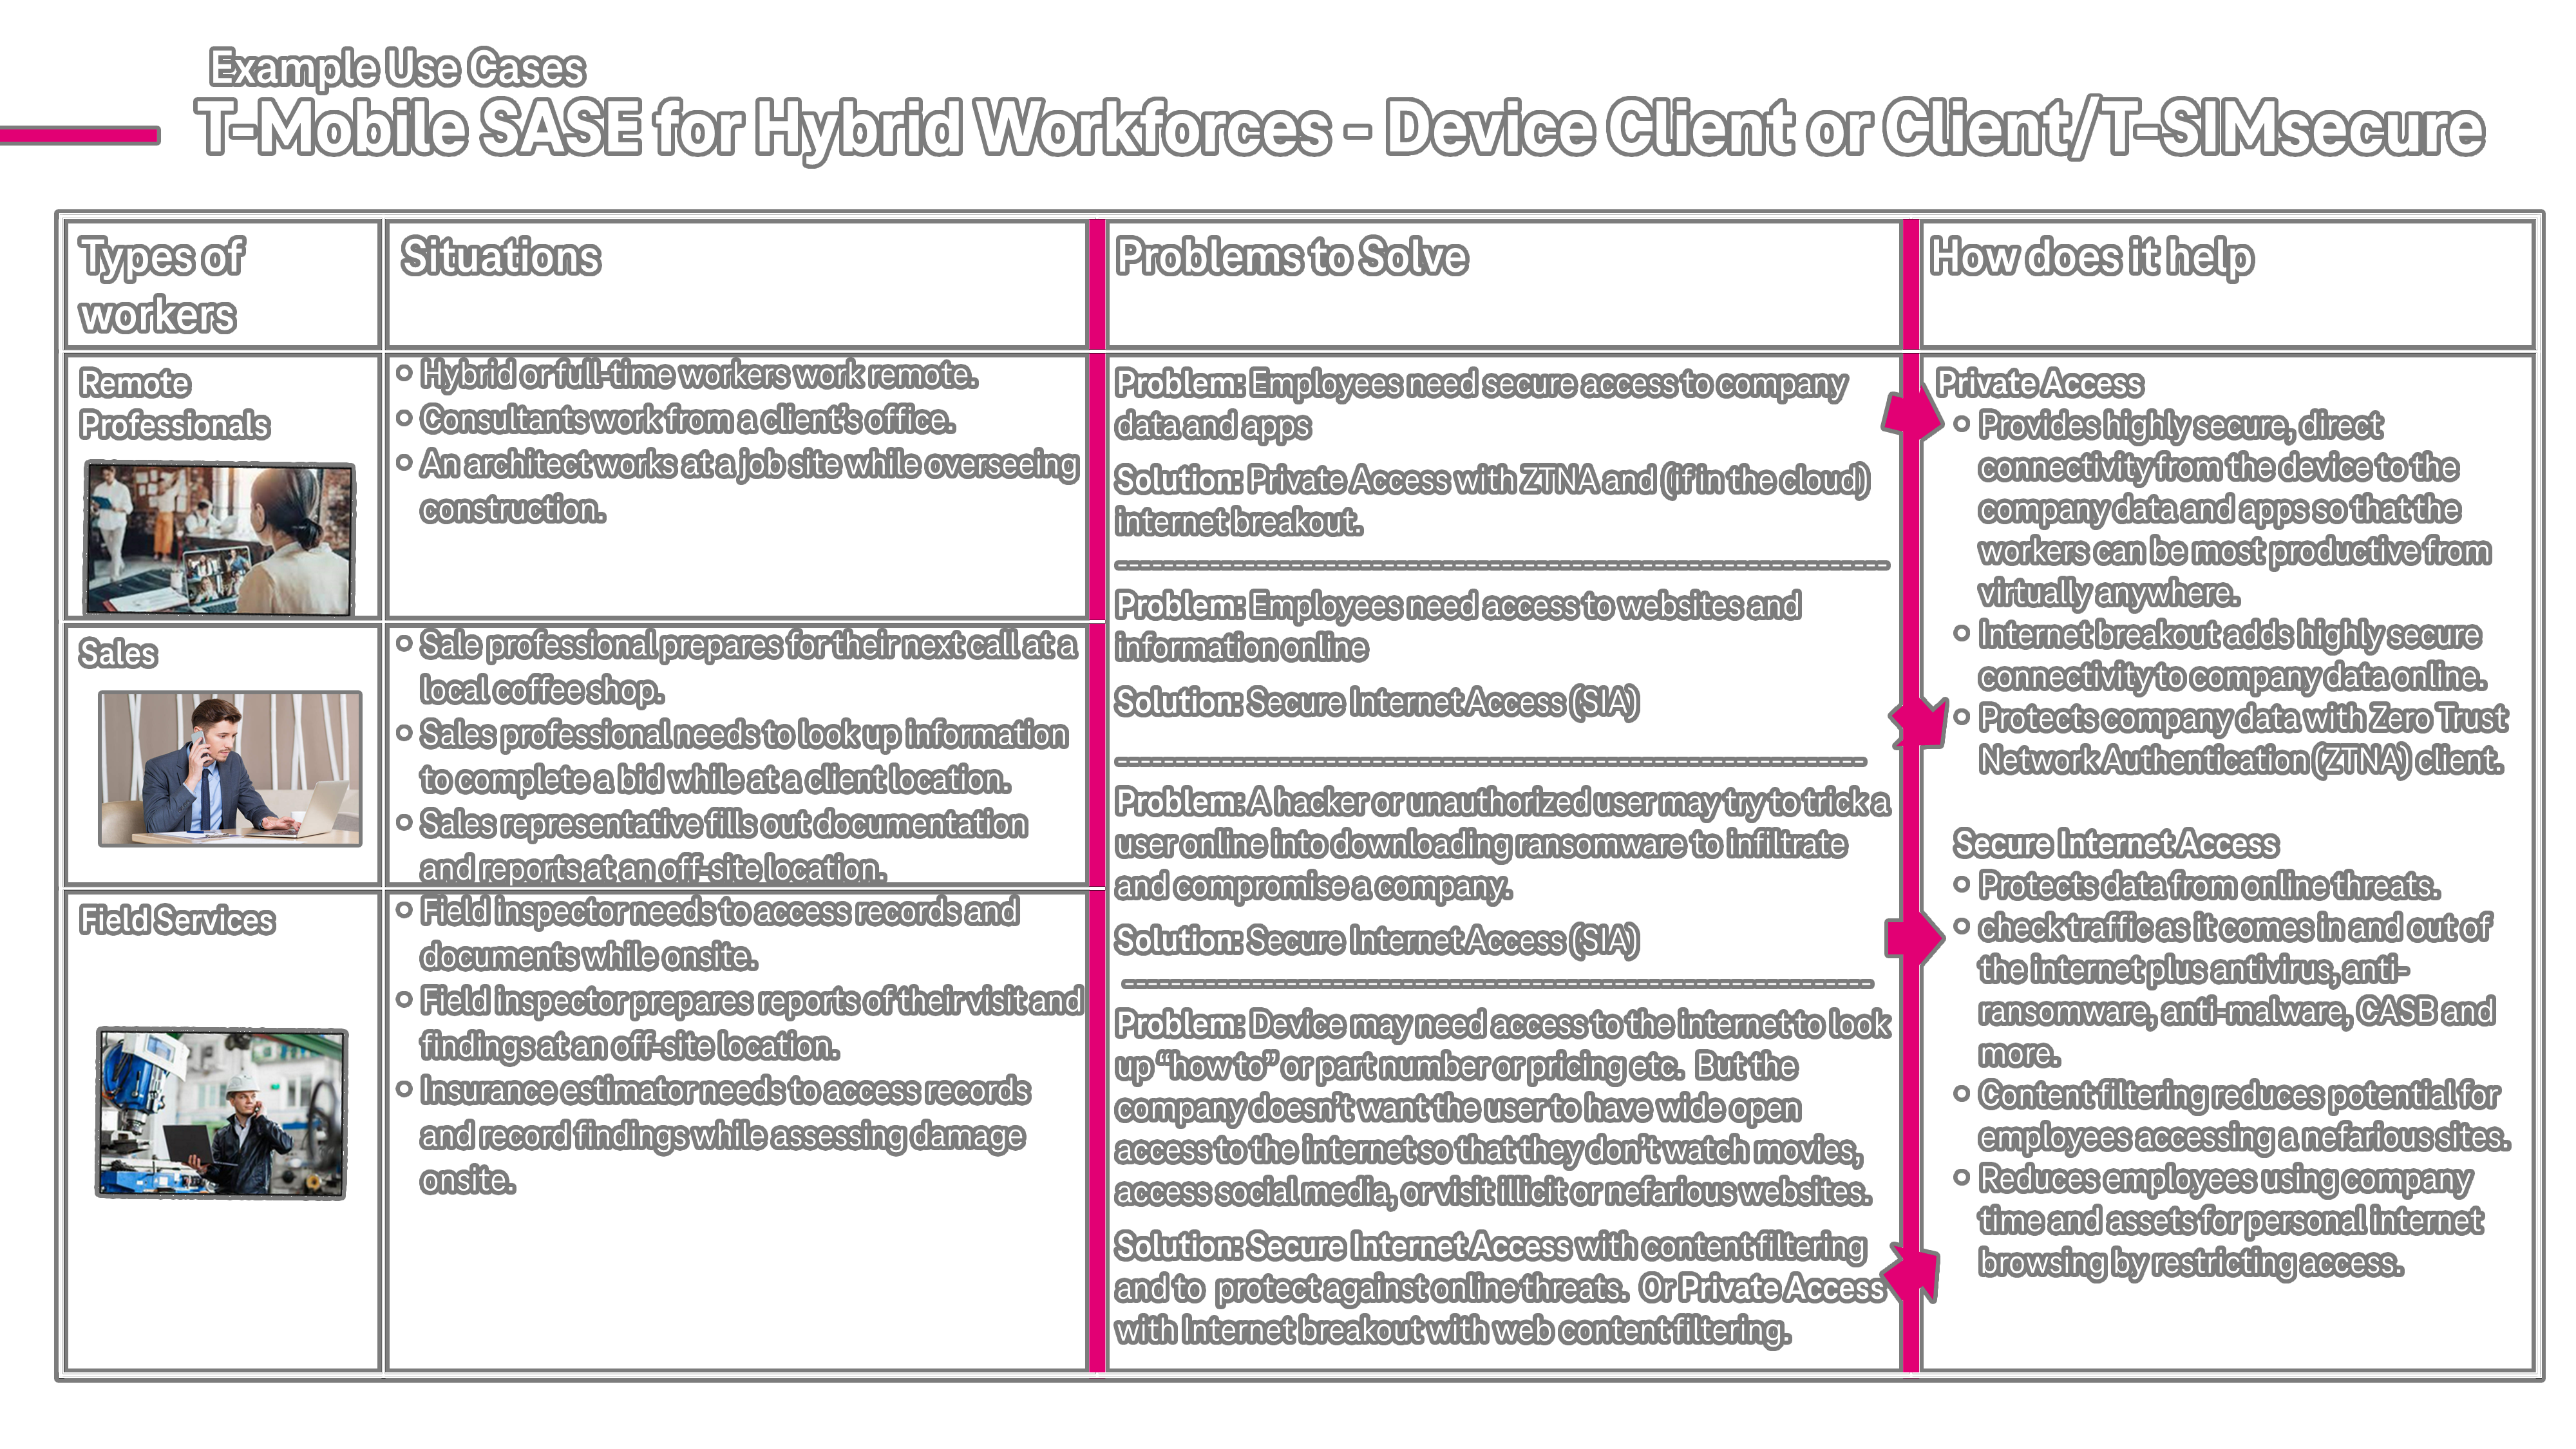 Example Use Cases
T-Mobile SASE for Hybrid Workforces - Device Client or Client/T-SIMsecure
Types of
workers
Situations
Problems to Solve
How does it help
Remote
Professionals
Hybrid or full-time workers work remote.
Consultants work from a client's office.
An architect works at a job site while overseeing
construction.
Sales
Sale professional prepares for their next call at a
local coffee shop.
Sales professional needs to look up information
to complete a bid while at a client location.
Sales representative fills out documentation
and reports at an off-site location.
Field Services
Field inspector needs to access records and
documents while onsite.
Field inspector prepares reports of their visit and
findings at an off-site location.
Insurance estimator needs to access records
and record findings while assessing damage
onsite.
Problem: Employees need secure access to company
data and apps
Solution: Private Access with ZTNA and (if in the cloud)
internet breakout.
Problem: Employees need access to websites and
information online
Solution: Secure Internet Access (SIA)
Problem: A hacker or unauthorized user may try to trick a
user online into downloading ransomware to infiltrate
and compromise a company.
Solution: Secure Internet Access (SIA)
Problem: Device may need access to the internet to look
up “how to” or part number or pricing etc.  But the
company doesn't want the user to have wide open
access to the internet so that they don't watch movies,
access social media, or visit illicit or nefarious websites.
Solution: Secure Internet Access with content filtering
and to  protect against online threats.  Or Private Access
with Internet breakout with web content filtering.
Private Access
Provides highly secure, direct
connectivity from the device to the
company data and apps so that the
workers can be most productive from
virtually anywhere.
Internet breakout adds highly secure
connectivity to company data online.
Protects company data with Zero Trust
Network Authentication (ZTNA) client.
Secure Internet Access
Protects data from online threats.
check traffic as it comes in and out of
the internet plus antivirus, anti-
ransomware, anti-malware, CASB and
more.
Content filtering reduces potential for
employees accessing a nefarious sites.
Reduces employees using company
time and assets for personal internet
browsing by restricting access.